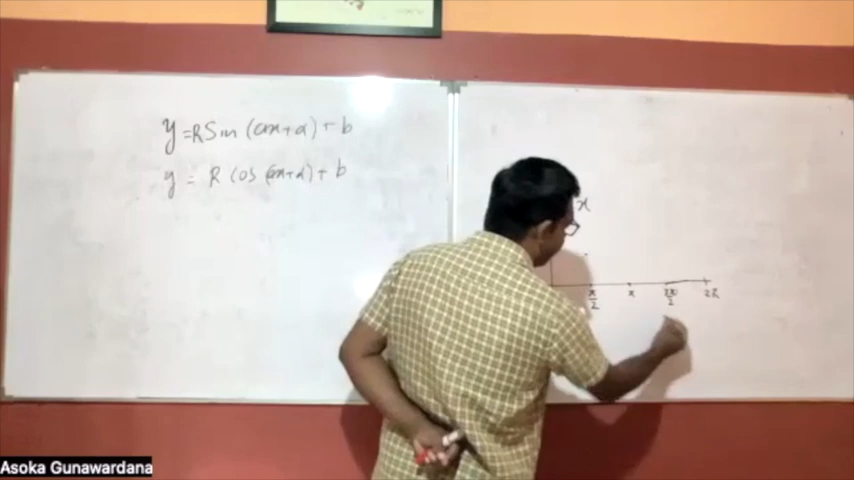 y = R Sin (ax+α) + b
y = R Cos (ax+α) + b
x
π/2 π 3π/2 2π
Asoka Gunawardana